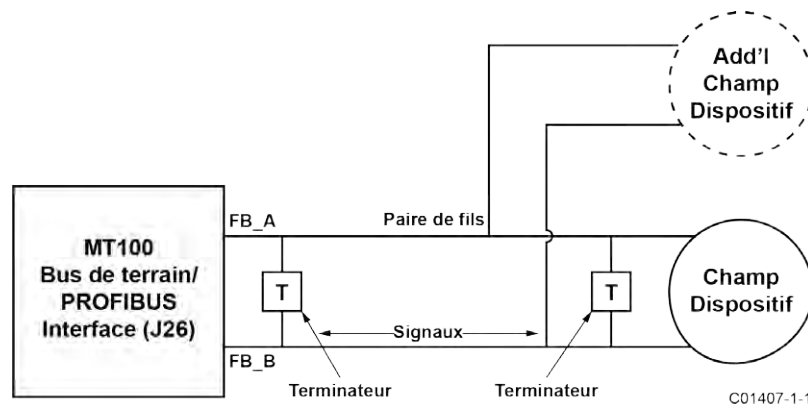 Add'l
Champ
Dispositif
FB_A
Paire de fils
MT100
Bus de terrain/
PROFIBUS
Interface (J26)
T
T
Champ
Dispositif
Signaux
FB_B
Terminateur
Terminateur
C01407-1-1